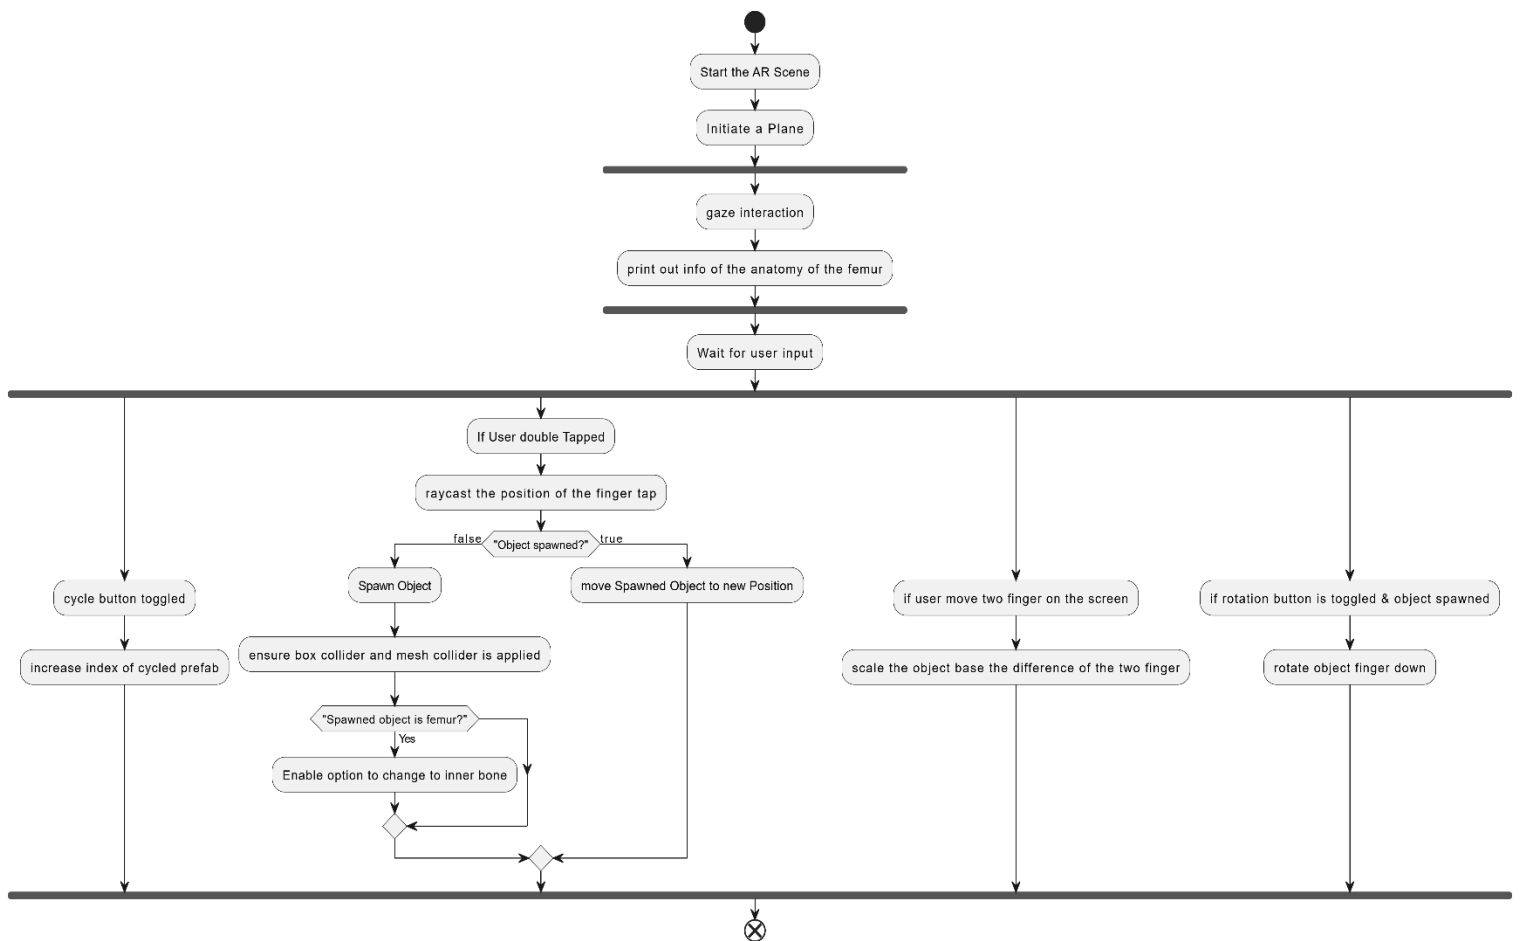 Start the AR Scene
Initiate a Plane
gaze interaction
print out info of the anatomy of the femur
Wait for user input
cycle button toggled
increase index of cycled prefab
If User double Tapped
raycast the position of the finger tap
false
"Object spawned?"
true
Spawn Object
move Spawned Object to new Position
ensure box collider and mesh collider is applied
"Spawned object is femur?"
Yes
Enable option to change to inner bone
if user move two finger on the screen
scale the object base the difference of the two finger
if rotation button is toggled & object spawned
rotate object finger down